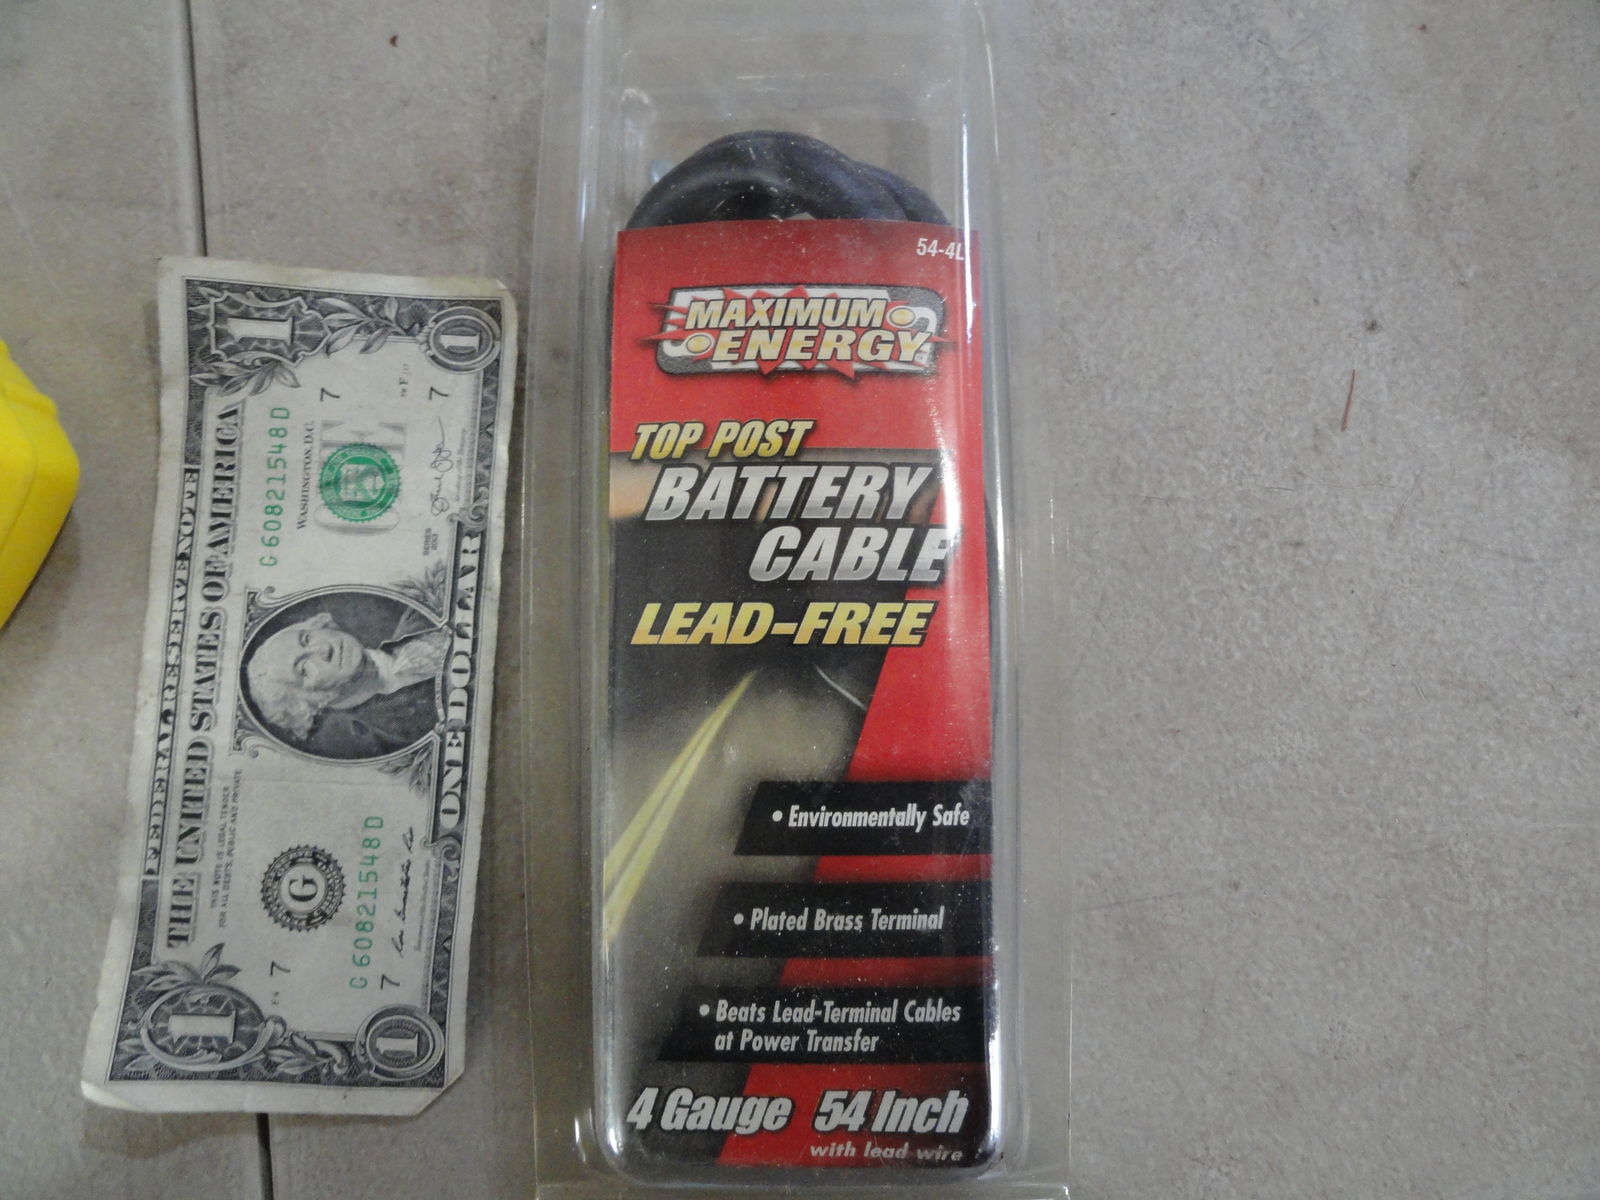 FEDERAL RESERVE NOTE
THE UNITED STATES OF AMERICA
THIS NOTE IS LEGAL TENDER
FOR ALL DEBTS, PUBLIC AND PRIVATE
G 60821548 D
WASHINGTON, D.C.
1
1
1
1
7
7
7
7
G
G 60821548 D
SERIES
2013
ONE DOLLAR
54-4L
MAXIMUM
ENERGY
TOP POST
BATTERY
CABLE
LEAD-FREE
• Environmentally Safe
• Plated Brass Terminal
• Beats Lead-Terminal Cables
at Power Transfer
4 Gauge 54 Inch
with lead wire